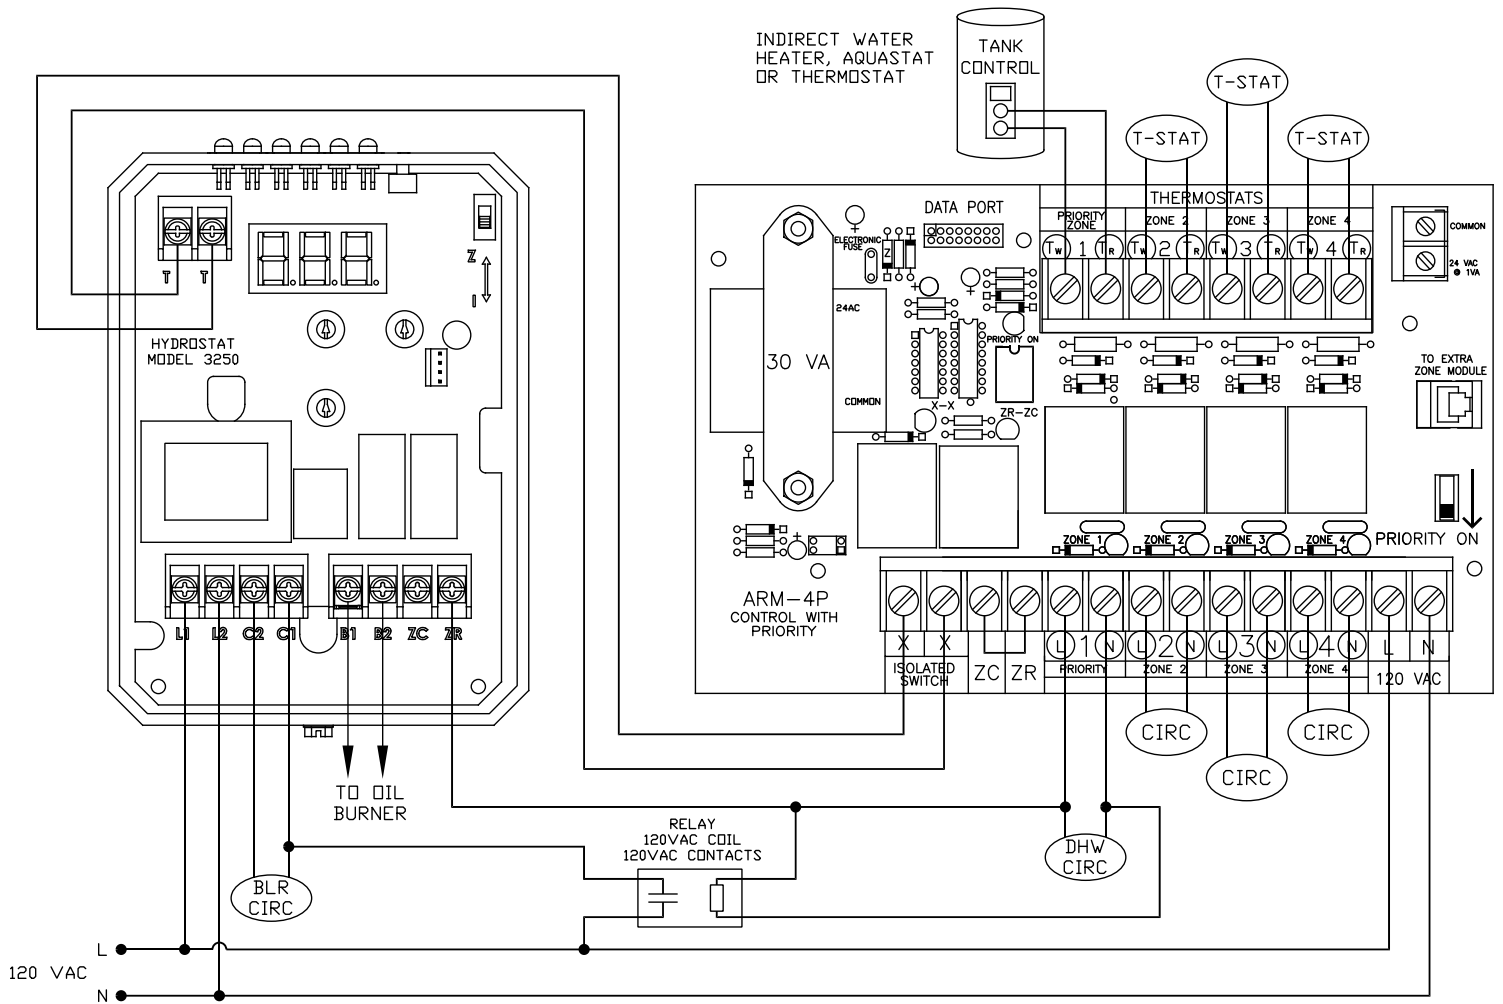 INDIRECT WATER
HEATER, AQUASTAT
OR THERMOSTAT
TANK
CONTROL
T-STAT
T-STAT
T-STAT
THERMOSTATS
PRIORITY
ZONE
ZONE 2
ZONE 3
ZONE 4
TW 1 TR
TW 2 TR
TW 3 TR
TW 4 TR
DATA PORT
ELECTRONIC
FUSE
Z
COMMON
24 VAC
@ 1VA
T T
Z
I
HYDROSTAT
MODEL 3250
24AC
30 VA
COMMON
PRIORITY ON
X-X
ZR-ZC
TO EXTRA
ZONE MODULE
ZONE 1
ZONE 2
ZONE 3
ZONE 4
PRIORITY ON
ARM-4P
CONTROL WITH
PRIORITY
L1 L2 C2 C1 B1 B2 ZC ZR
X X
ISOLATED
SWITCH
ZC ZR
L 1 N
PRIORITY
L 2 N
ZONE 2
L 3 N
ZONE 3
L 4 N
ZONE 4
L N
120 VAC
CIRC
CIRC
CIRC
TO OIL
BURNER
RELAY
120VAC COIL
120VAC CONTACTS
DHW
CIRC
BLR
CIRC
L
120 VAC
N